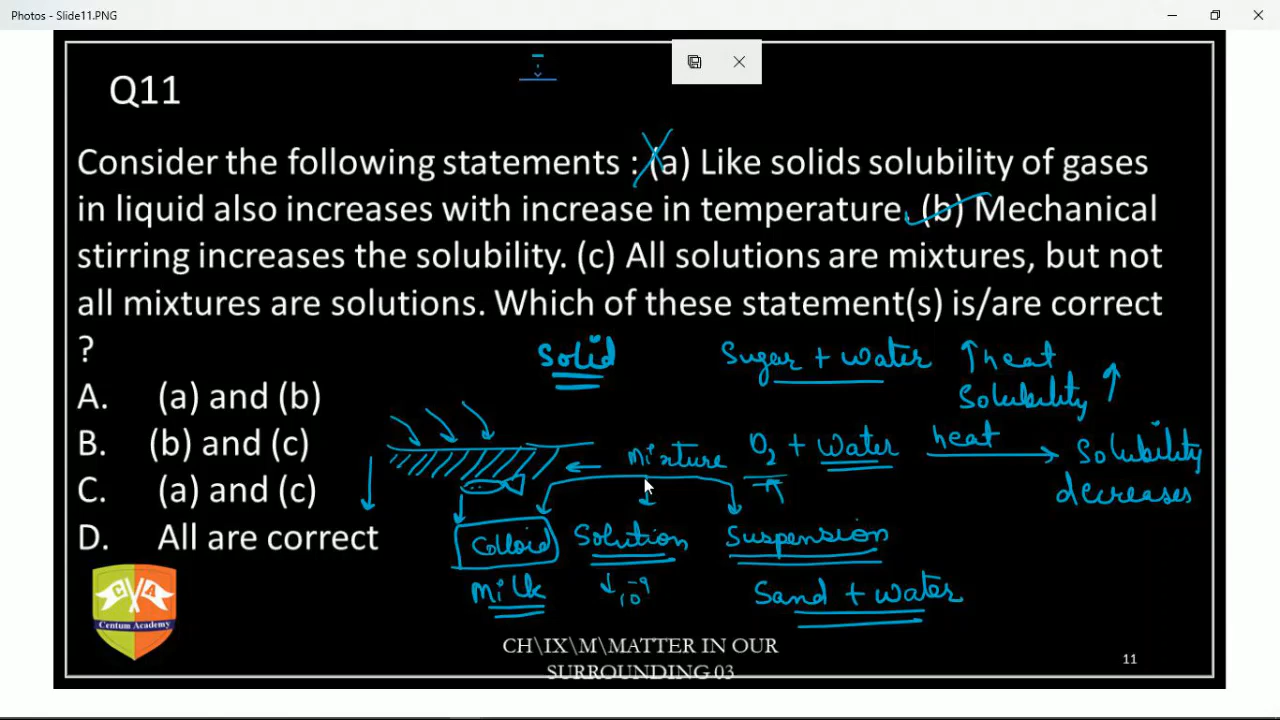 Photos - Slide11.PNG
Q11
Consider the following statements : (a) Like solids solubility of gases
in liquid also increases with increase in temperature. (b) Mechanical
stirring increases the solubility. (c) All solutions are mixtures, but not
all mixtures are solutions. Which of these statement(s) is/are correct
?
A. (a) and (b)
B. (b) and (c)
C. (a) and (c)
D. All are correct
Solid
Sugar + water ↑ heat
Solubility ↑
mixture
O2 + water heat → Solubility
decreases
Colloid Solution Suspension
Milk 10-9 Sand + water
C A
Centum Academy
CH\IX\M\MATTER IN OUR
SURROUNDING 03
11